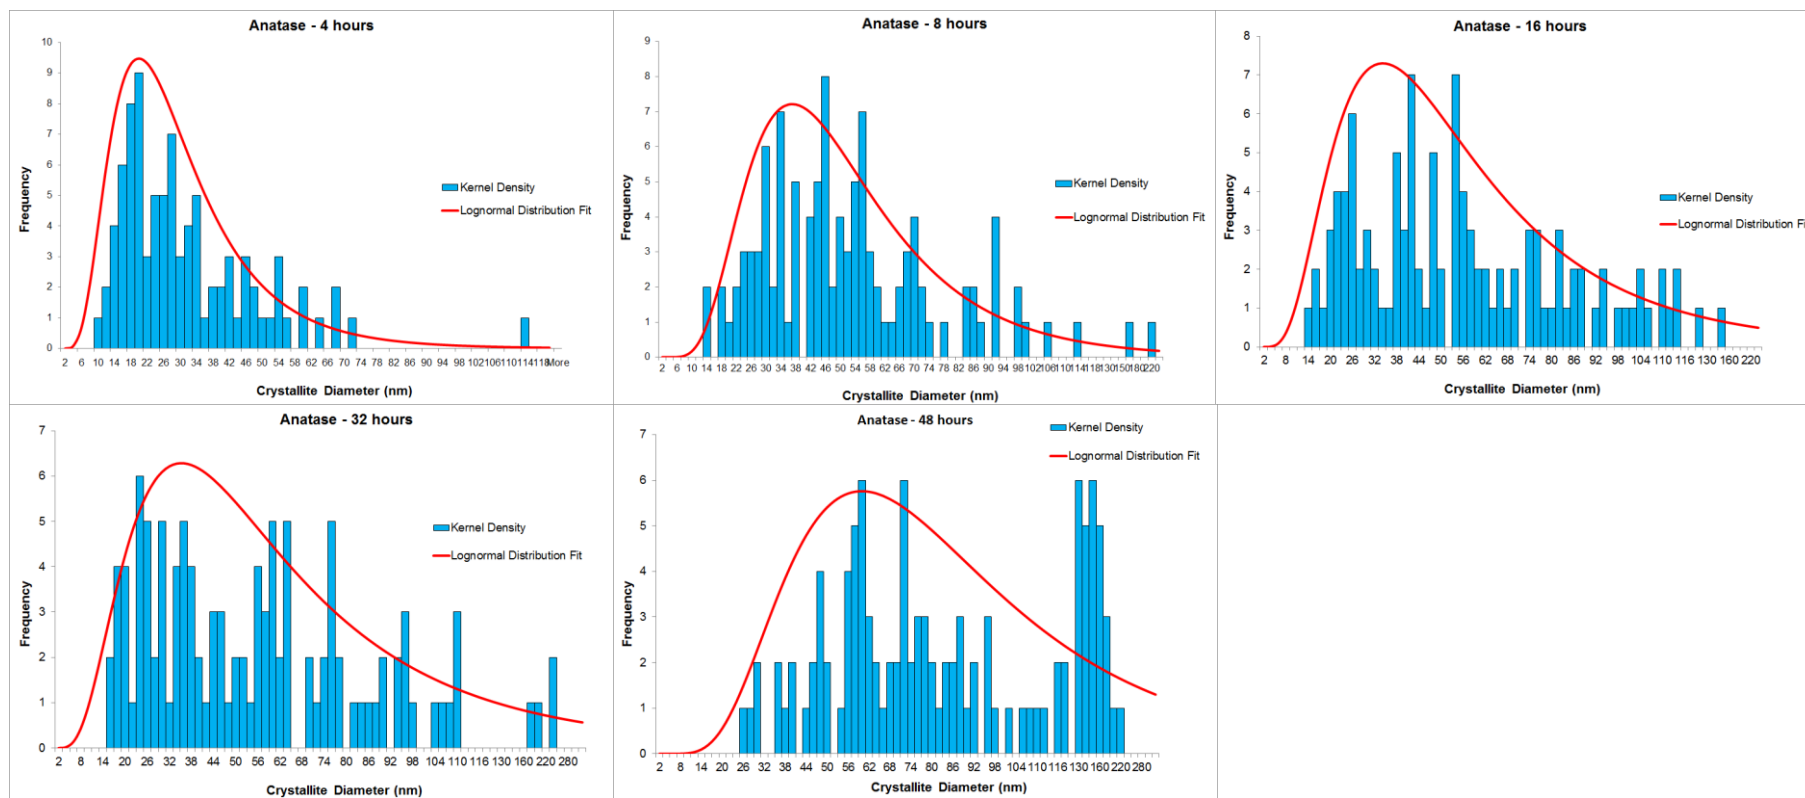 Anatase - 4 hours
10
9
8
7
6
5
4
3
2
1
0
Frequency
Kernel Density
Lognormal Distribution Fit
2 6 10 14 18 22 26 30 34 38 42 46 50 54 58 62 66 70 74 78 82 86 90 94 98 102106110114118More
Crystallite Diameter (nm)
Anatase - 8 hours
9
8
7
6
5
4
3
2
1
0
Frequency
Kernel Density
Lognormal Distribution Fit
2 6 10 14 18 22 26 30 34 38 42 46 50 54 58 62 66 70 74 78 82 86 90 94 98 102106110114118130150180220
Crystallite Diameter (nm)
Anatase - 16 hours
8
7
6
5
4
3
2
1
0
Frequency
Kernel Density
Lognormal Distribution Fit
2 8 14 20 26 32 38 44 50 56 62 68 74 80 86 92 98 104 110 116 130 160 220
Crystallite Diameter (nm)
Anatase - 32 hours
7
6
5
4
3
2
1
0
Frequency
Kernel Density
Lognormal Distribution Fit
2 8 14 20 26 32 38 44 50 56 62 68 74 80 86 92 98 104 110 116 130 160 220 280
Crystallite Diameter (nm)
Anatase - 48 hours
7
6
5
4
3
2
1
0
Frequency
Kernel Density
Lognormal Distribution Fit
2 8 14 20 26 32 38 44 50 56 62 68 74 80 86 92 98 104 110 116 130 160 220 280
Crystallite Diameter (nm)